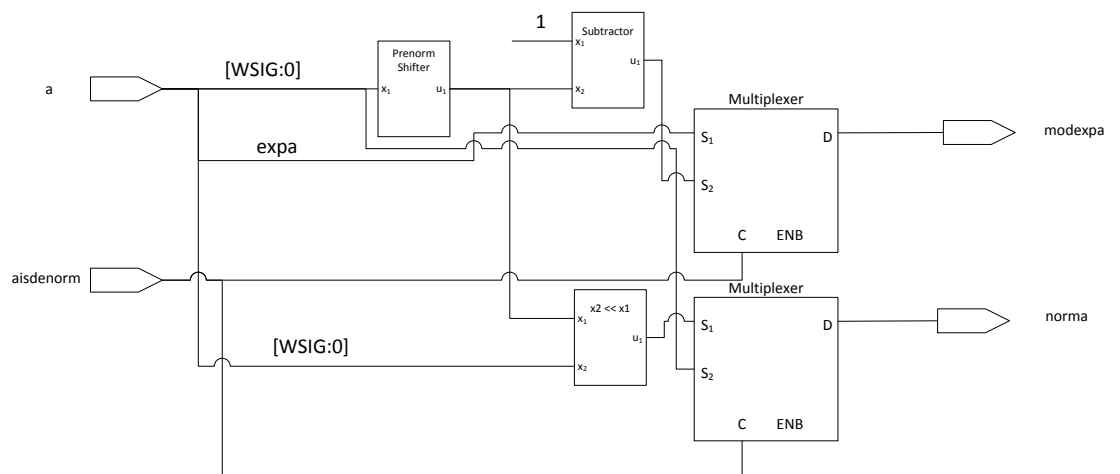 1
Subtractor
x1
u1
x2
Prenorm
Shifter
x1
u1
[WSIG:0]
a
expa
Multiplexer
S1
D
S2
C ENB
modexpa
aisdenorm
x2 << x1
x1
u1
x2
[WSIG:0]
Multiplexer
S1
D
S2
C ENB
norma